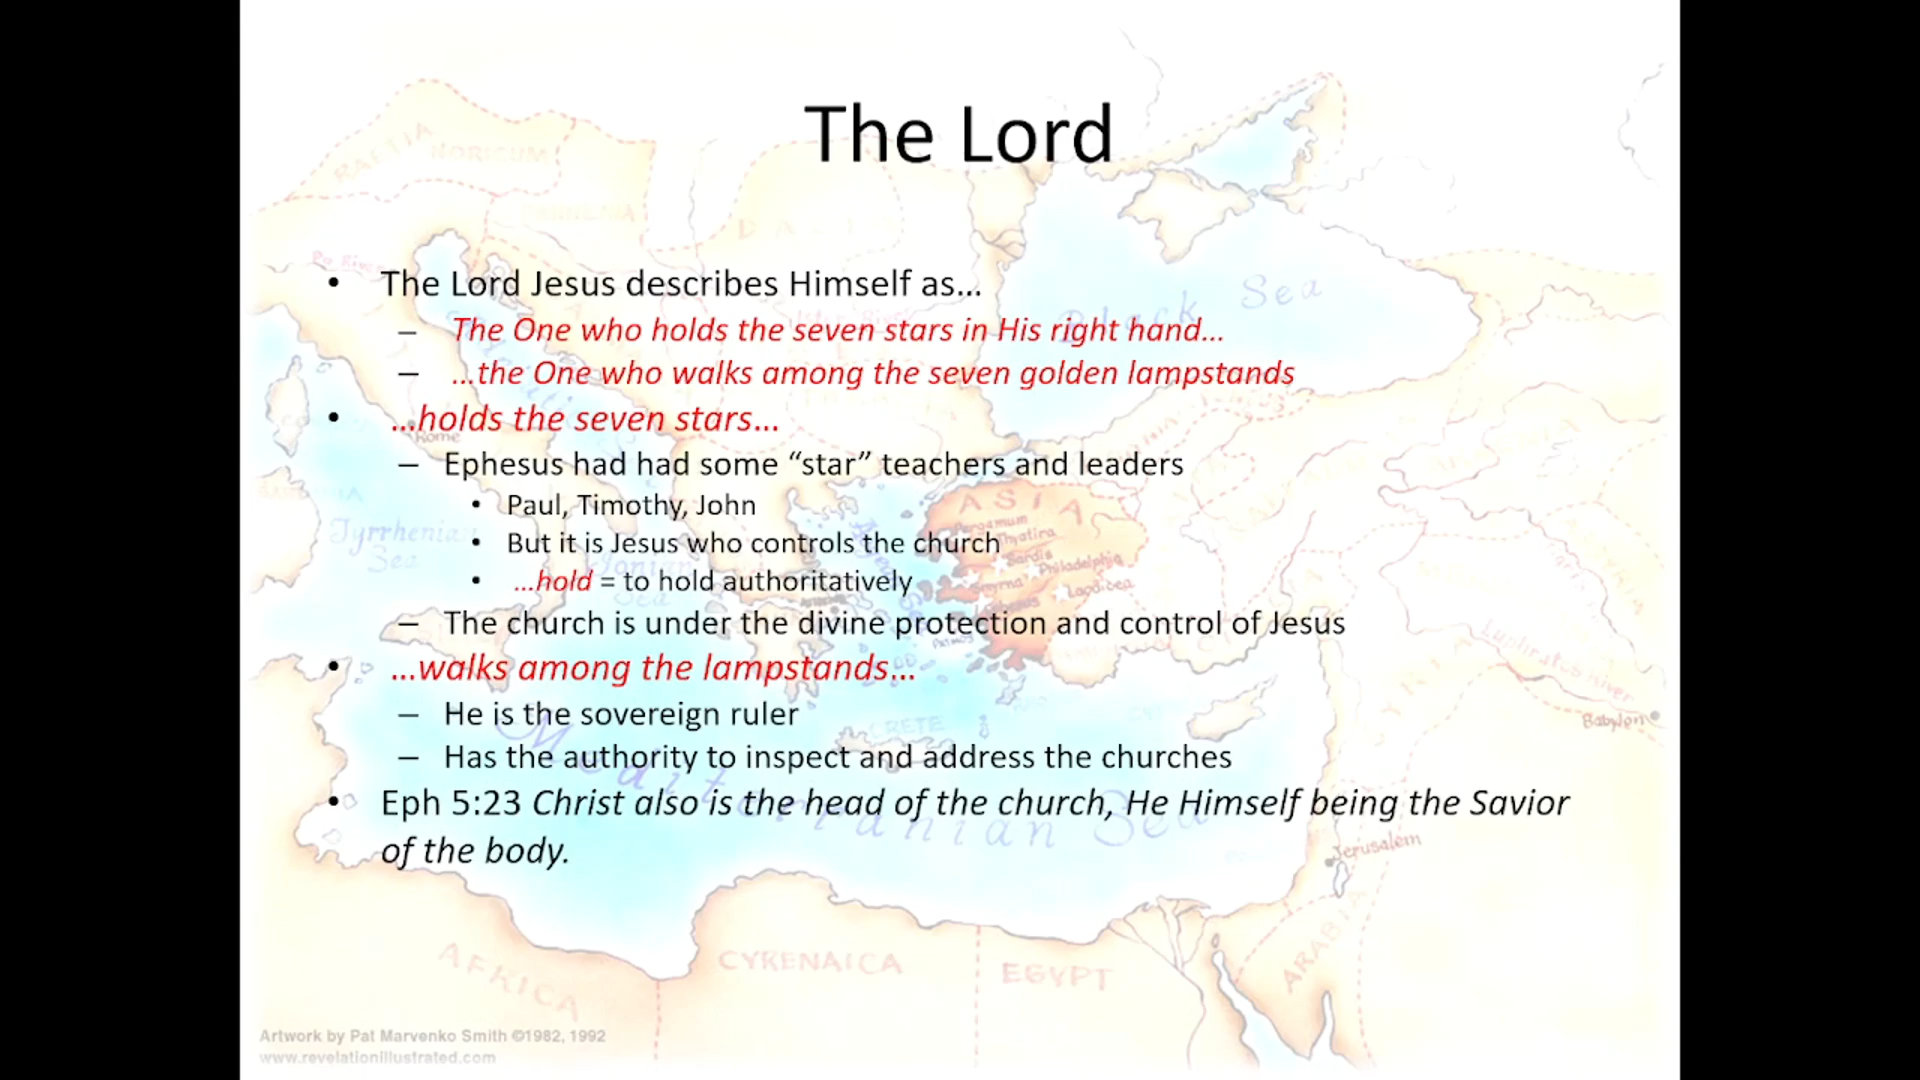 The Lord
• The Lord Jesus describes Himself as…
– The One who holds the seven stars in His right hand…
– …the One who walks among the seven golden lampstands
• …holds the seven stars…
– Ephesus had had some “star” teachers and leaders
• Paul, Timothy, John
• But it is Jesus who controls the church
• …hold = to hold authoritatively
– The church is under the divine protection and control of Jesus
• …walks among the lampstands…
– He is the sovereign ruler
– Has the authority to inspect and address the churches
• Eph 5:23 Christ also is the head of the church, He Himself being the Savior
of the body.
RAETIA
NORICUM
Black Sea
Rome
Tyrrhenian
Sea
ASIA
Pergamum
Thyatira
Sardis
Philadelphia
Smyrna
Laodicea
Patmos
CRETE
Euphrates River
Babylon
Mediterranean Sea
Jerusalem
AFRICA
CYRENAICA
EGYPT
ARABIA
Artwork by Pat Marvenko Smith ©1982, 1992
www.revelationillustrated.com